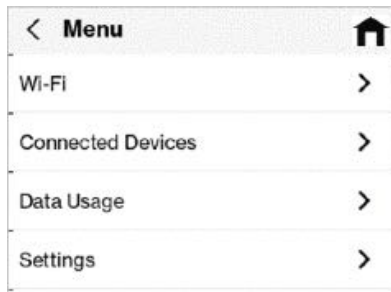 Menu
Wi-Fi
Connected Devices
Data Usage
Settings